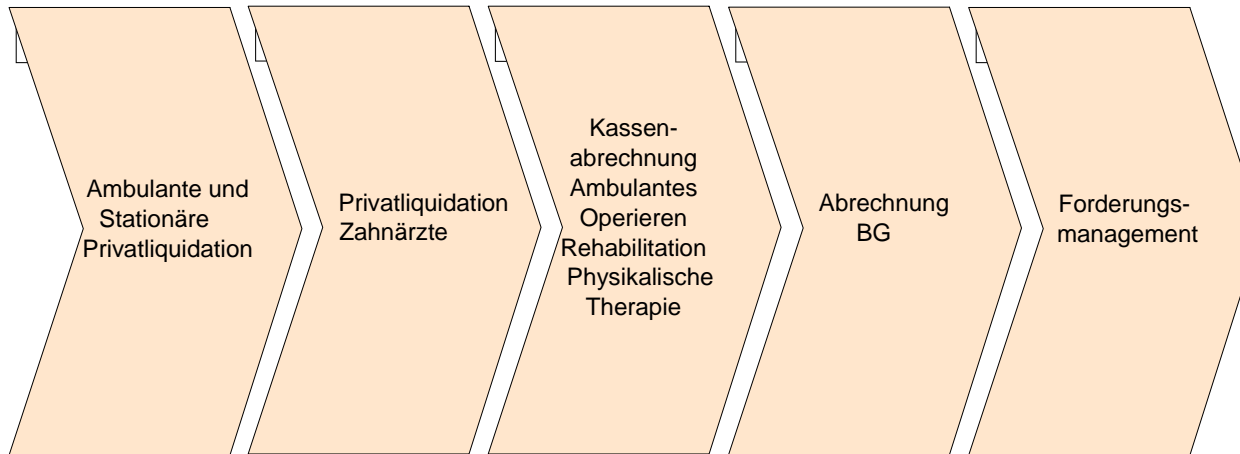 Ambulante und
Stationäre
Privatliquidation
Privatliquidation
Zahnärzte
Kassen-
abrechnung
Ambulantes
Operieren
Rehabilitation
Physikalische
Therapie
Abrechnung
BG
Forderungs-
management